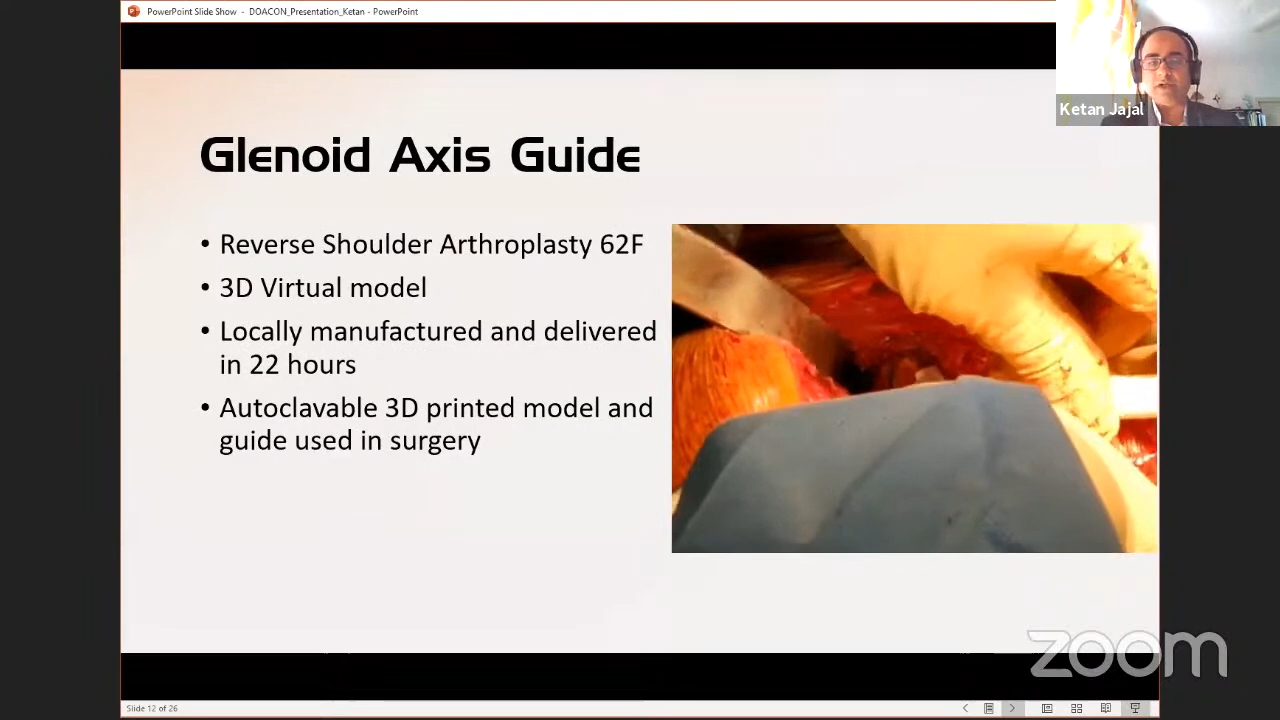 PowerPoint Slide Show - DOACON_Presentation_Ketan - PowerPoint
Ketan Jajal
Glenoid Axis Guide
• Reverse Shoulder Arthroplasty 62F
• 3D Virtual model
• Locally manufactured and delivered
in 22 hours
• Autoclavable 3D printed model and
guide used in surgery
zoom
Slide 12 of 26